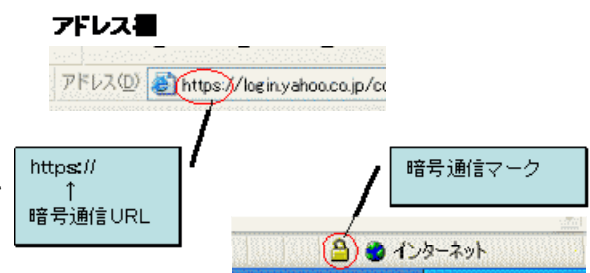 アドレス欄
アドレス(D) https://login.yahoo.co.jp/cc
https://
↑
暗号通信URL
暗号通信マーク
インターネット